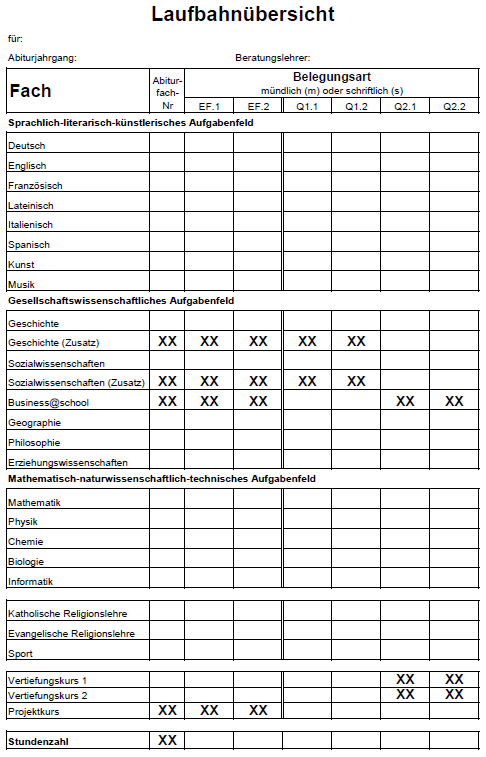 Laufbahnübersicht
für:
Abiturjahrgang: Beratungslehrer:
Fach Abitur-fach-Nr Belegungsart
mündlich (m) oder schriftlich (s)
EF.1 EF.2 Q1.1 Q1.2 Q2.1 Q2.2
Sprachlich-literarisch-künstlerisches Aufgabenfeld
Deutsch
Englisch
Französisch
Lateinisch
Italienisch
Spanisch
Kunst
Musik
Gesellschaftswissenschaftliches Aufgabenfeld
Geschichte
Geschichte (Zusatz) XX XX XX XX XX
Sozialwissenschaften
Sozialwissenschaften (Zusatz) XX XX XX XX XX
Business@school XX XX XX XX XX
Geographie
Philosophie
Erziehungswissenschaften
Mathematisch-naturwissenschaftlich-technisches Aufgabenfeld
Mathematik
Physik
Chemie
Biologie
Informatik
Katholische Religionslehre
Evangelische Religionslehre
Sport
Vertiefungskurs 1 XX XX
Vertiefungskurs 2 XX XX
Projektkurs XX XX XX
Stundenzahl XX